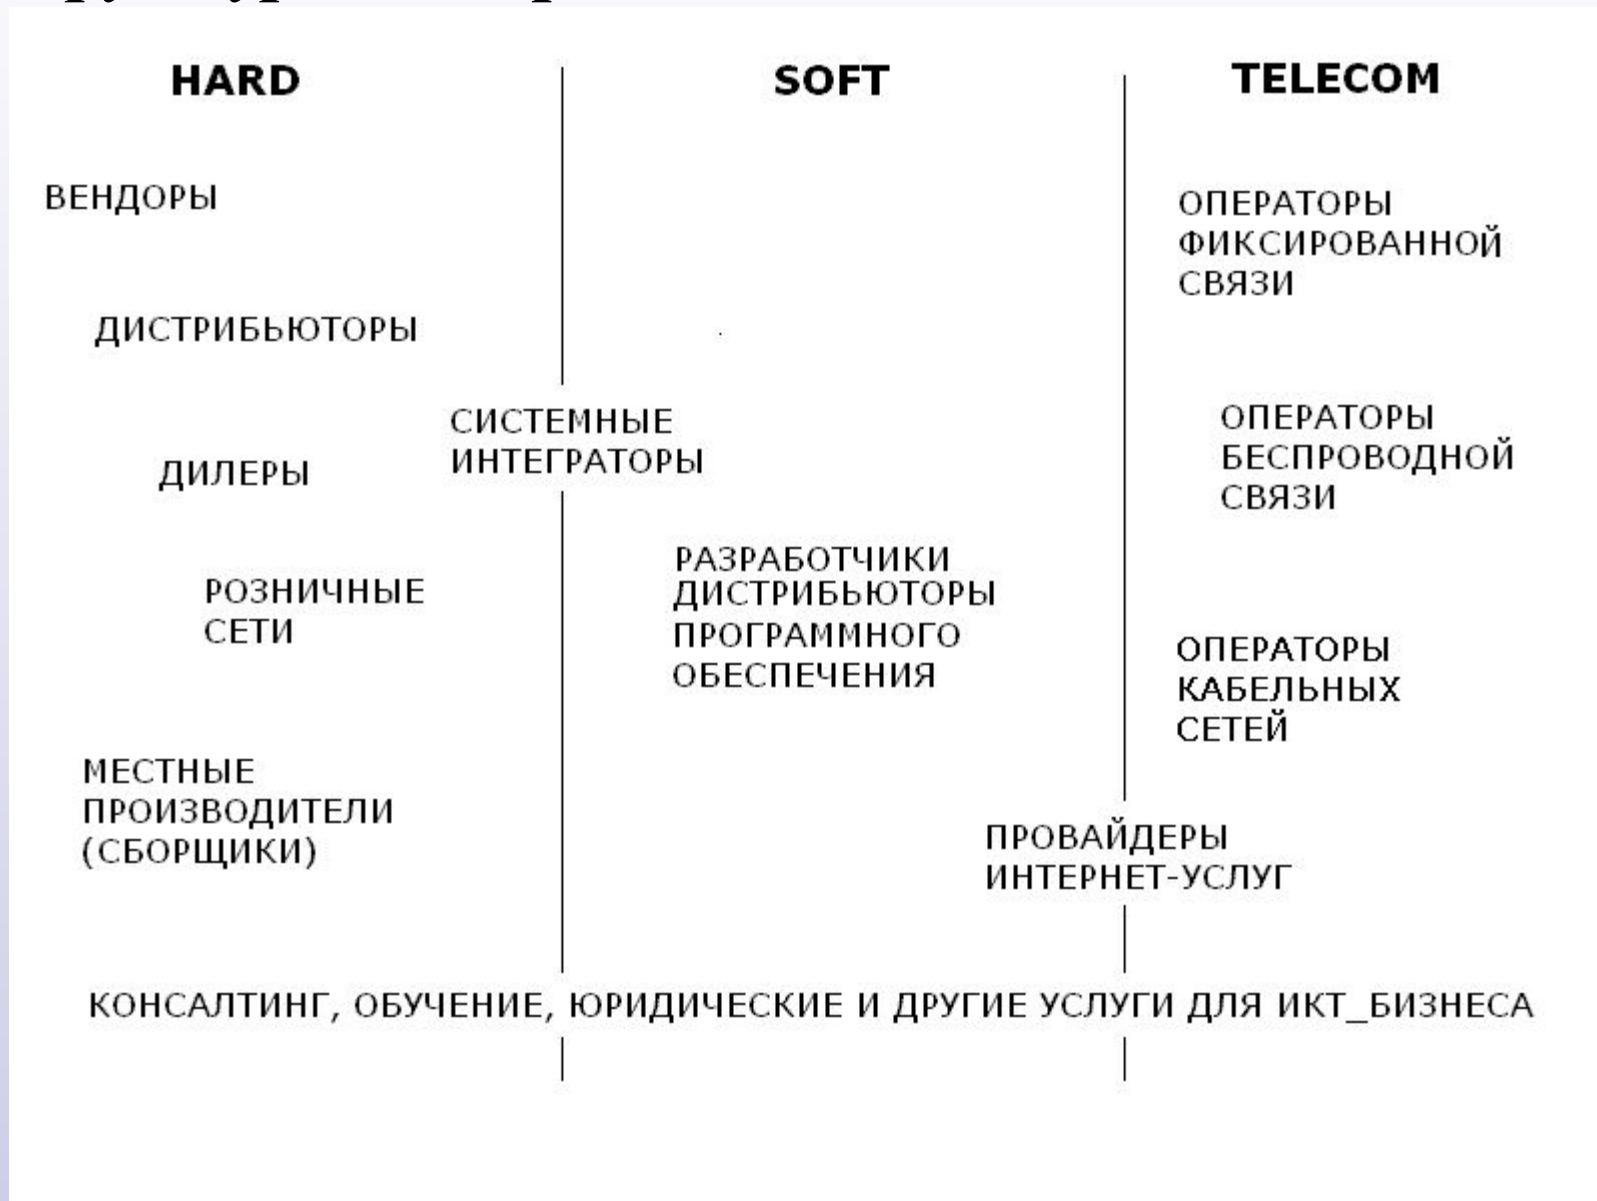 HARD
SOFT
TELECOM
ВЕНДОРЫ
ДИСТРИБЬЮТОРЫ
ДИЛЕРЫ
РОЗНИЧНЫЕ
СЕТИ
МЕСТНЫЕ
ПРОИЗВОДИТЕЛИ
(СБОРЩИКИ)
СИСТЕМНЫЕ
ИНТЕГРАТОРЫ
РАЗРАБОТЧИКИ
ДИСТРИБЬЮТОРЫ
ПРОГРАММНОГО
ОБЕСПЕЧЕНИЯ
ОПЕРАТОРЫ
ФИКСИРОВАННОЙ
СВЯЗИ
ОПЕРАТОРЫ
БЕСПРОВОДНОЙ
СВЯЗИ
ОПЕРАТОРЫ
КАБЕЛЬНЫХ
СЕТЕЙ
ПРОВАЙДЕРЫ
ИНТЕРНЕТ-УСЛУГ
КОНСАЛТИНГ, ОБУЧЕНИЕ, ЮРИДИЧЕСКИЕ И ДРУГИЕ УСЛУГИ ДЛЯ ИКТ_БИЗНЕСА